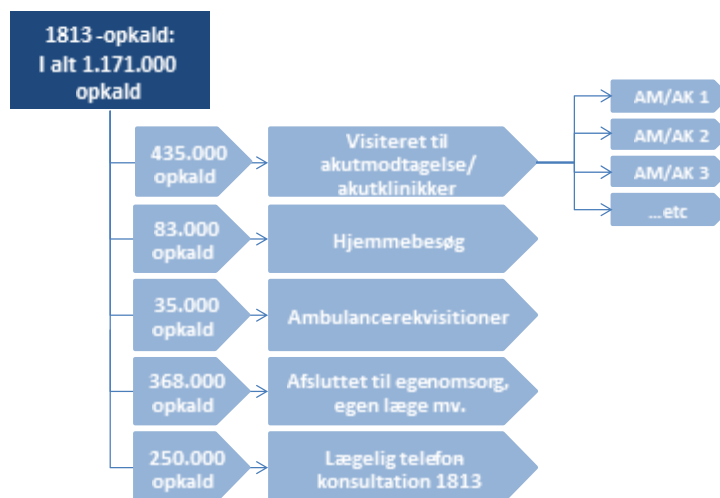 1813 -opkald:
I alt 1.171.000
opkald
435.000
opkald
Visiteret til
akutmodtagelse/
akutklinikker
AM/AK 1
AM/AK 2
AM/AK 3
...etc
83.000
opkald
Hjemmebesøg
35.000
opkald
Ambulancerekvisitioner
368.000
opkald
Afsluttet til egenomsorg,
egen læge mv.
250.000
opkald
Lægelig telefon
konsultation 1813